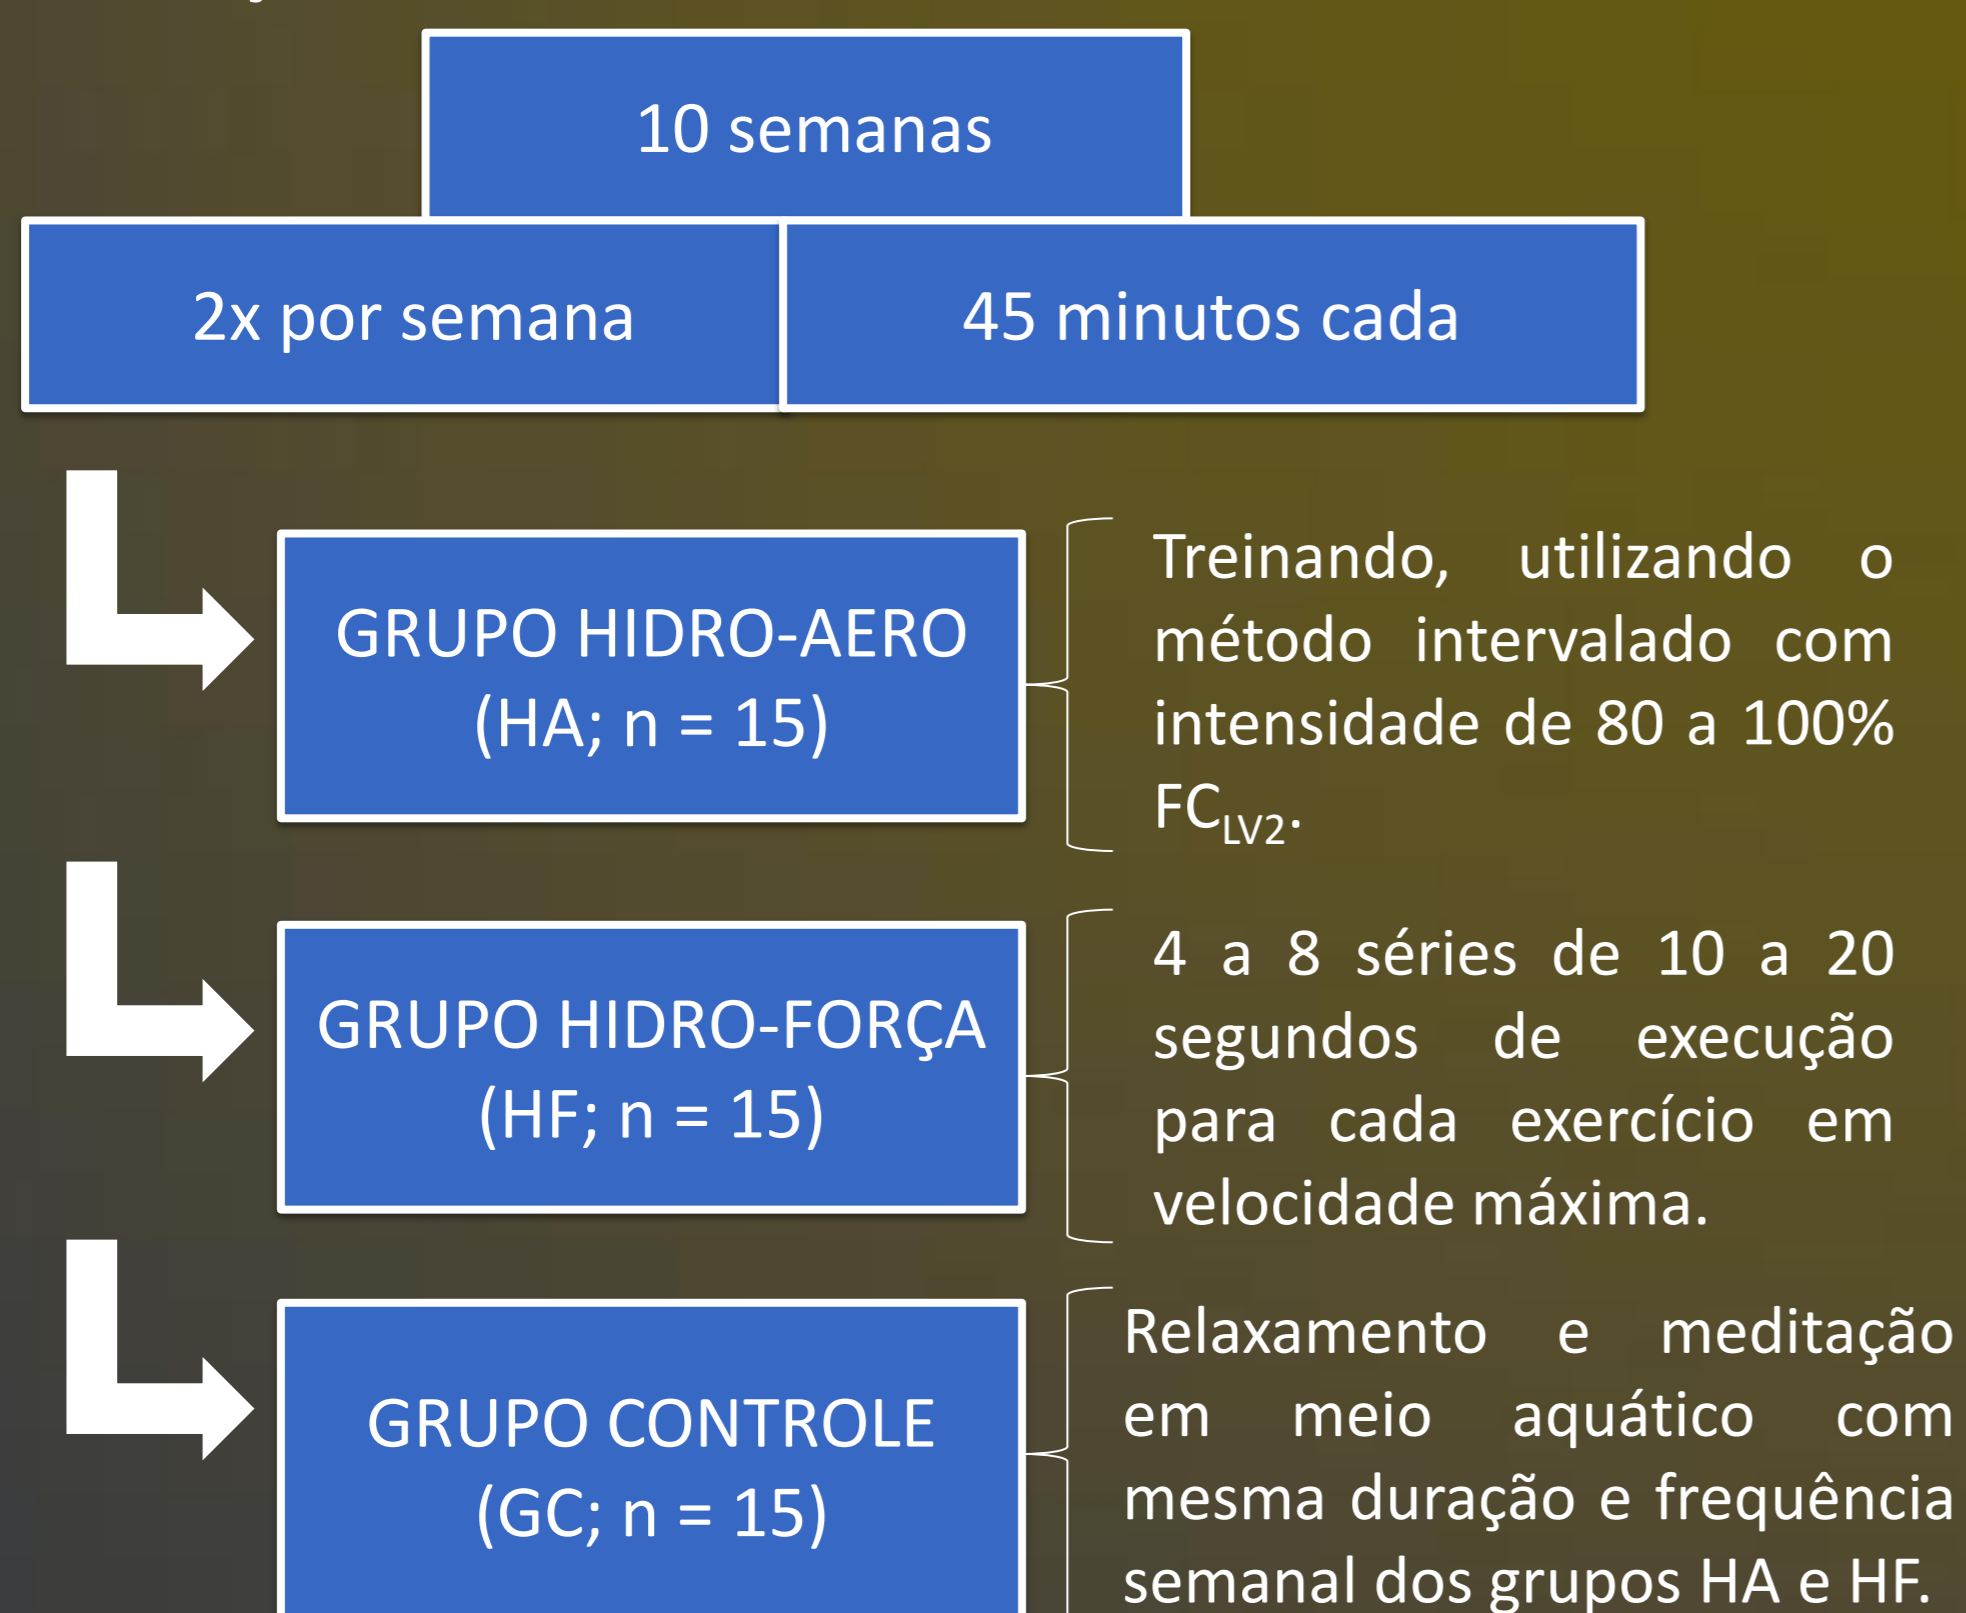 10 semanas
2x por semana
45 minutos cada
GRUPO HIDRO-AERO
(HA; n = 15)
Treinando, utilizando o
método intervalado com
intensidade de 80 a 100%
FC LV2.
GRUPO HIDRO-FORÇA
(HF; n = 15)
4 a 8 séries de 10 a 20
segundos de execução
para cada exercício em
velocidade máxima.
GRUPO CONTROLE
(GC; n = 15)
Relaxamento e meditação
em meio aquático com
mesma duração e frequência
semanal dos grupos HA e HF.